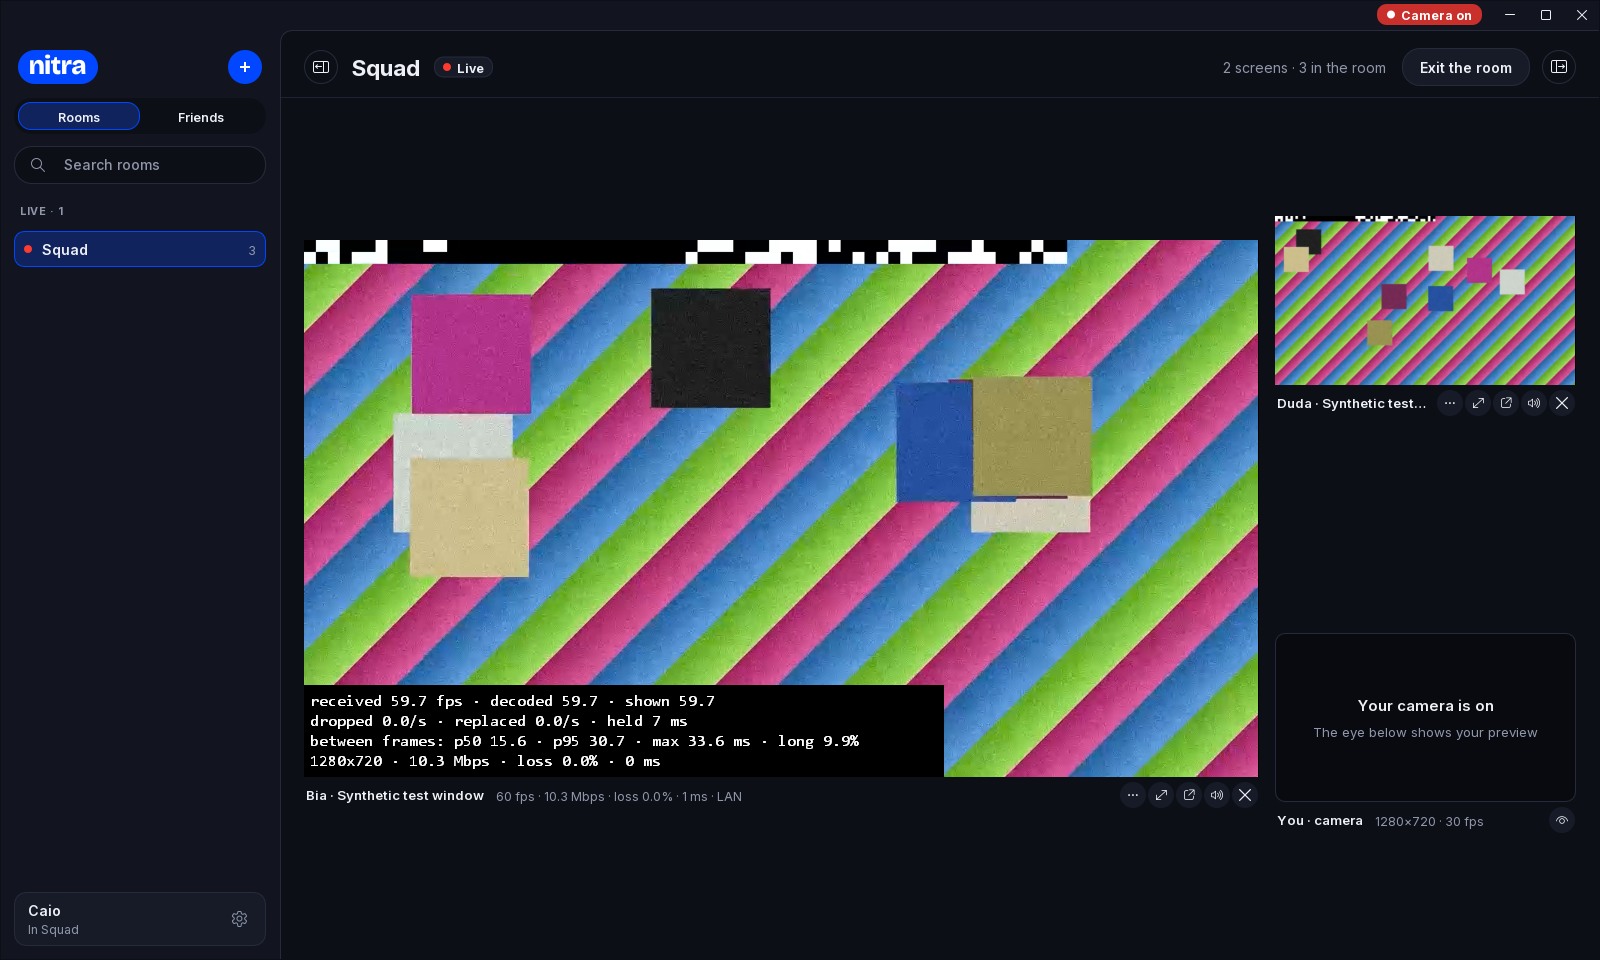 Camera on
nitra
+
Squad
Live
2 screens · 3 in the room
Exit the room
Rooms
Friends
Search rooms
LIVE · 1
Squad
3
received 59.7 fps · decoded 59.7 · shown 59.7
dropped 0.0/s · replaced 0.0/s · held 7 ms
between frames: p50 15.6 · p95 30.7 · max 33.6 ms · long 9.9%
1280x720 · 10.3 Mbps · loss 0.0% · 0 ms
Bia · Synthetic test window
60 fps · 10.3 Mbps · loss 0.0% · 1 ms · LAN
Duda · Synthetic test...
Your camera is on
The eye below shows your preview
You · camera
1280×720 · 30 fps
Caio
In Squad